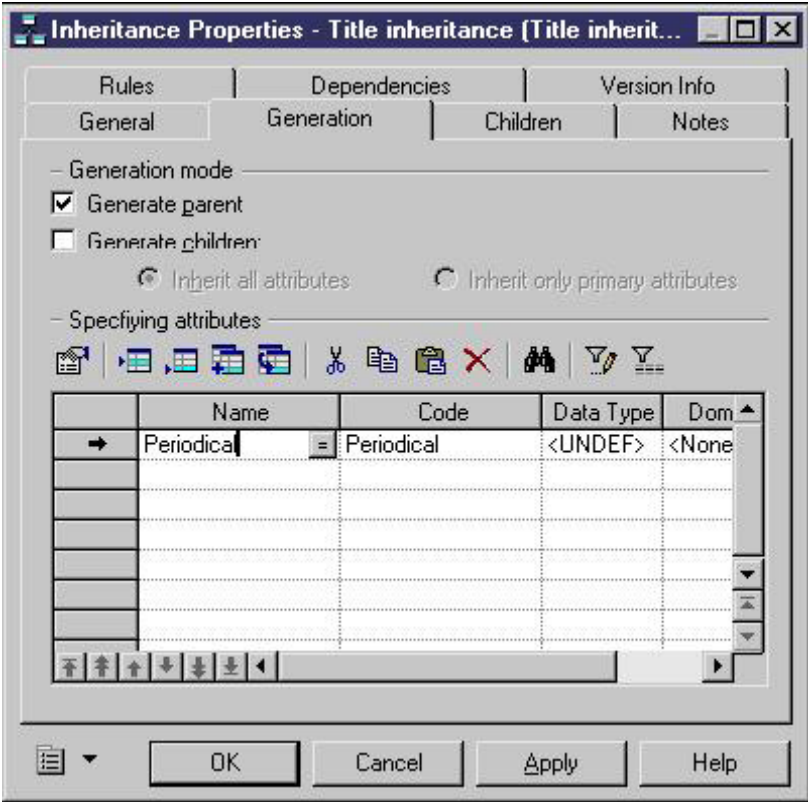 Inheritance Properties - Title inheritance (Title inherit...
Rules Dependencies Version Info
General Generation Children Notes
Generation mode
Generate parent
Generate children:
Inherit all attributes Inherit only primary attributes
Specfiying attributes
Name Code Data Type Dom
Periodical = Periodical <UNDEF> <None
OK Cancel Apply Help